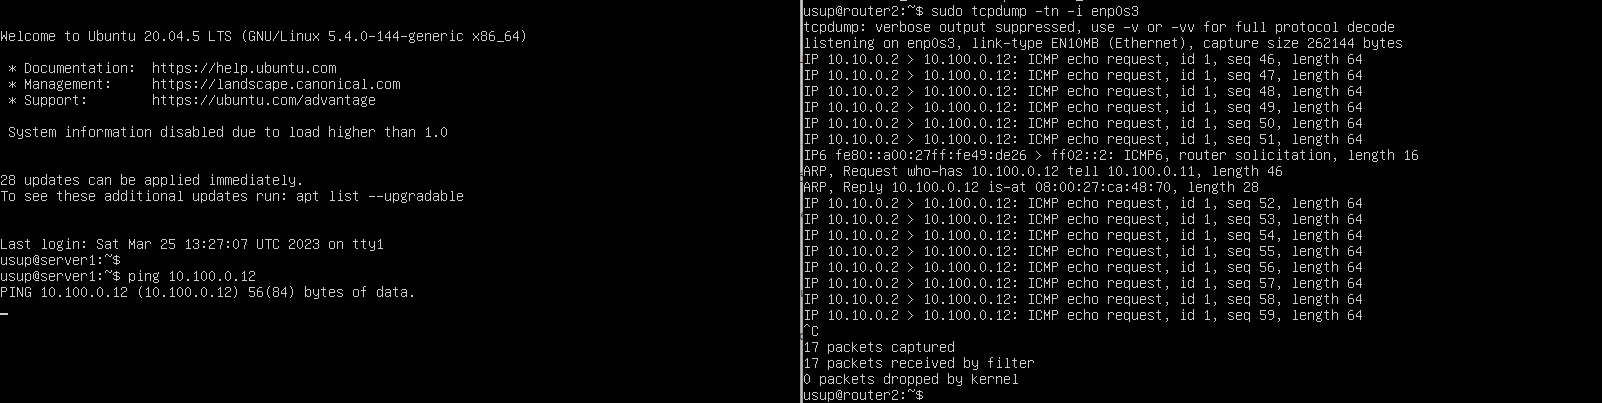 Welcome to Ubuntu 20.04.5 LTS (GNU/Linux 5.4.0-144-generic x86_64)
* Documentation:  https://help.ubuntu.com
* Management:     https://landscape.canonical.com
* Support:        https://ubuntu.com/advantage
System information disabled due to load higher than 1.0
28 updates can be applied immediately.
To see these additional updates run: apt list --upgradable
Last login: Sat Mar 25 13:27:07 UTC 2023 on tty1
usup@server1:~$
usup@server1:~$ ping 10.100.0.12
PING 10.100.0.12 (10.100.0.12) 56(84) bytes of data.
usup@router2:~$ sudo tcpdump -tn -i enp0s3
tcpdump: verbose output suppressed, use -v or -vv for full protocol decode
listening on enp0s3, link-type EN10MB (Ethernet), capture size 262144 bytes
IP 10.10.0.2 > 10.100.0.12: ICMP echo request, id 1, seq 46, length 64
IP 10.10.0.2 > 10.100.0.12: ICMP echo request, id 1, seq 47, length 64
IP 10.10.0.2 > 10.100.0.12: ICMP echo request, id 1, seq 48, length 64
IP 10.10.0.2 > 10.100.0.12: ICMP echo request, id 1, seq 49, length 64
IP 10.10.0.2 > 10.100.0.12: ICMP echo request, id 1, seq 50, length 64
IP 10.10.0.2 > 10.100.0.12: ICMP echo request, id 1, seq 51, length 64
IP6 fe80::a00:27ff:fe49:de26 > ff02::2: ICMP6, router solicitation, length 16
ARP, Request who-has 10.100.0.12 tell 10.100.0.11, length 46
ARP, Reply 10.100.0.12 is-at 08:00:27:ca:48:70, length 28
IP 10.10.0.2 > 10.100.0.12: ICMP echo request, id 1, seq 52, length 64
IP 10.10.0.2 > 10.100.0.12: ICMP echo request, id 1, seq 53, length 64
IP 10.10.0.2 > 10.100.0.12: ICMP echo request, id 1, seq 54, length 64
IP 10.10.0.2 > 10.100.0.12: ICMP echo request, id 1, seq 55, length 64
IP 10.10.0.2 > 10.100.0.12: ICMP echo request, id 1, seq 56, length 64
IP 10.10.0.2 > 10.100.0.12: ICMP echo request, id 1, seq 57, length 64
IP 10.10.0.2 > 10.100.0.12: ICMP echo request, id 1, seq 58, length 64
IP 10.10.0.2 > 10.100.0.12: ICMP echo request, id 1, seq 59, length 64
^C
17 packets captured
17 packets received by filter
0 packets dropped by kernel
usup@router2:~$